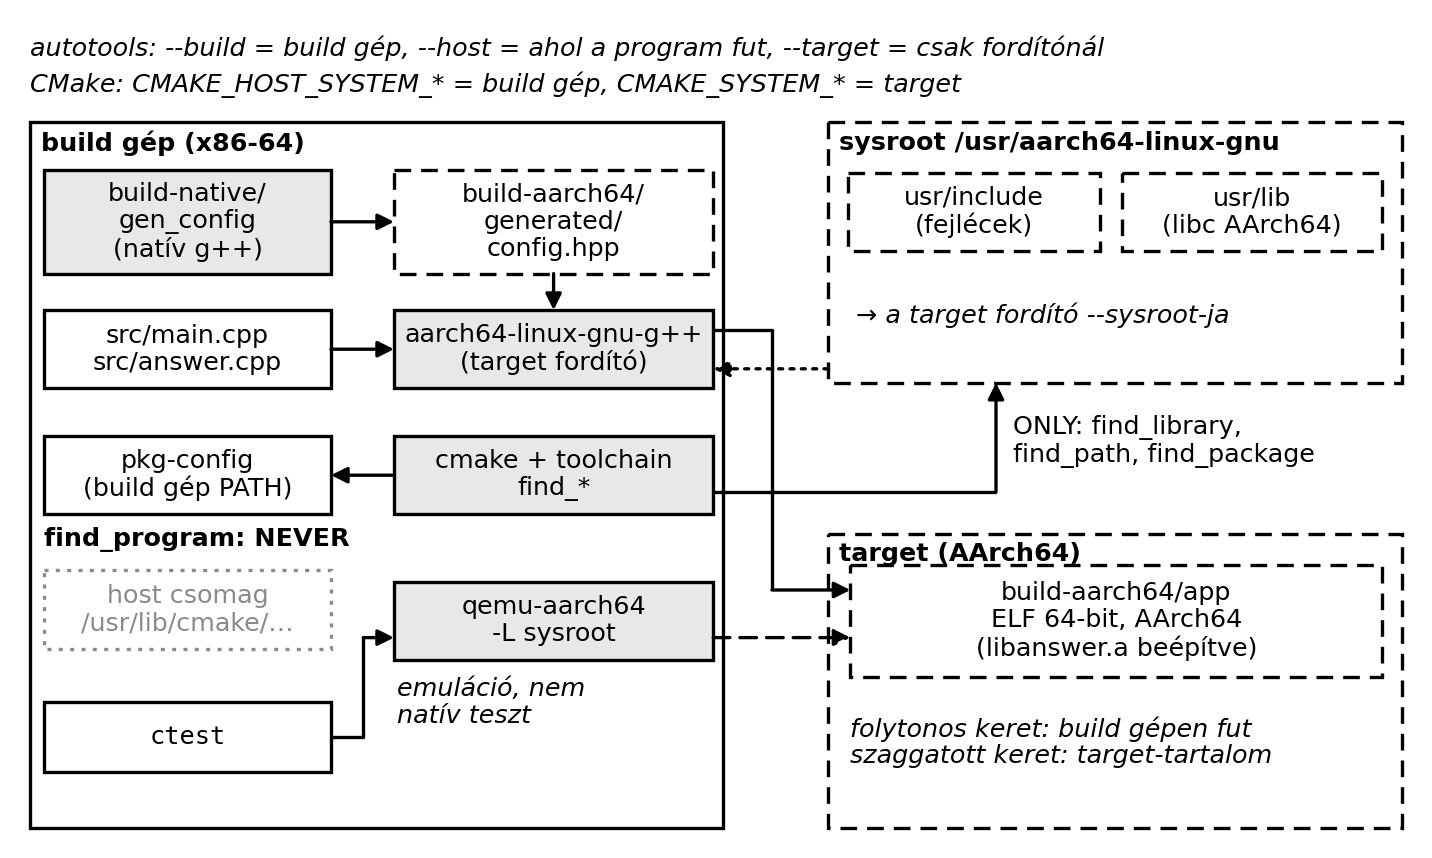 autotools: --build = build gép, --host = ahol a program fut, --target = csak fordítónál
CMake: CMAKE_HOST_SYSTEM_* = build gép, CMAKE_SYSTEM_* = target
build gép (x86-64)
build-native/
gen_config
(natív g++)
build-aarch64/
generated/
config.hpp
src/main.cpp
src/answer.cpp
aarch64-linux-gnu-g++
(target fordító)
pkg-config
(build gép PATH)
cmake + toolchain
find_*
find_program: NEVER
host csomag
/usr/lib/cmake/…
qemu-aarch64
-L sysroot
emuláció, nem
natív teszt
ctest
sysroot /usr/aarch64-linux-gnu
usr/include
(fejlécek)
usr/lib
(libc AArch64)
→ a target fordító --sysroot-ja
ONLY: find_library,
find_path, find_package
target (AArch64)
build-aarch64/app
ELF 64-bit, AArch64
(libanswer.a beépítve)
folytonos keret: build gépen fut
szaggatott keret: target-tartalom